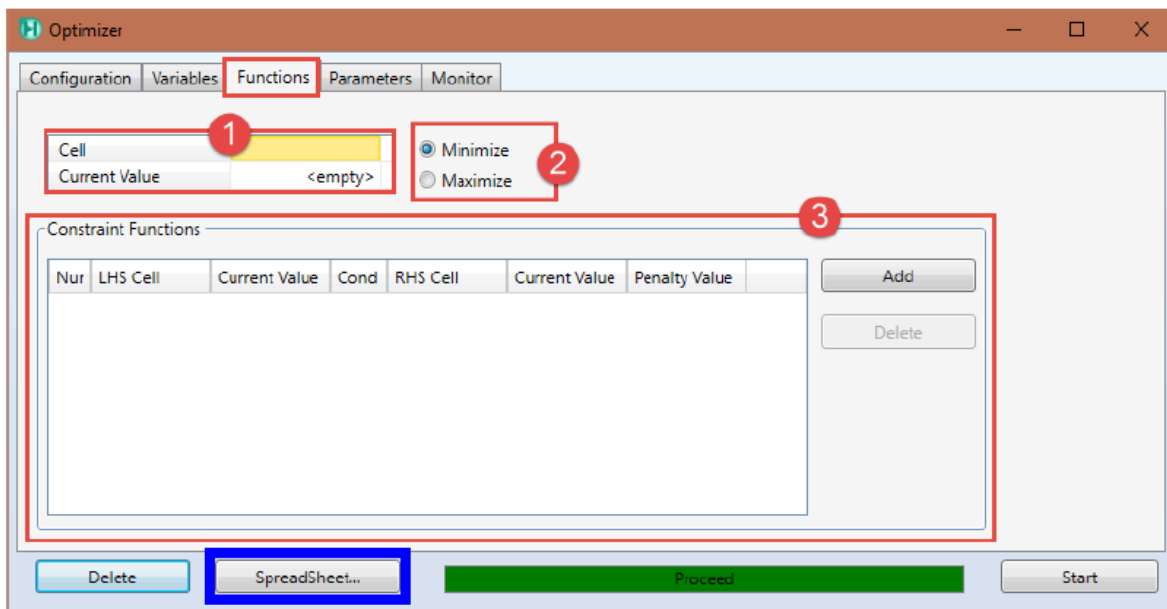 Optimizer
Configuration Variables Functions Parameters Monitor
1
Cell
Current Value <empty>
Minimize
Maximize
2
3
Constraint Functions
Nur LHS Cell Current Value Cond RHS Cell Current Value Penalty Value
Add
Delete
Delete SpreadSheet... Proceed Start